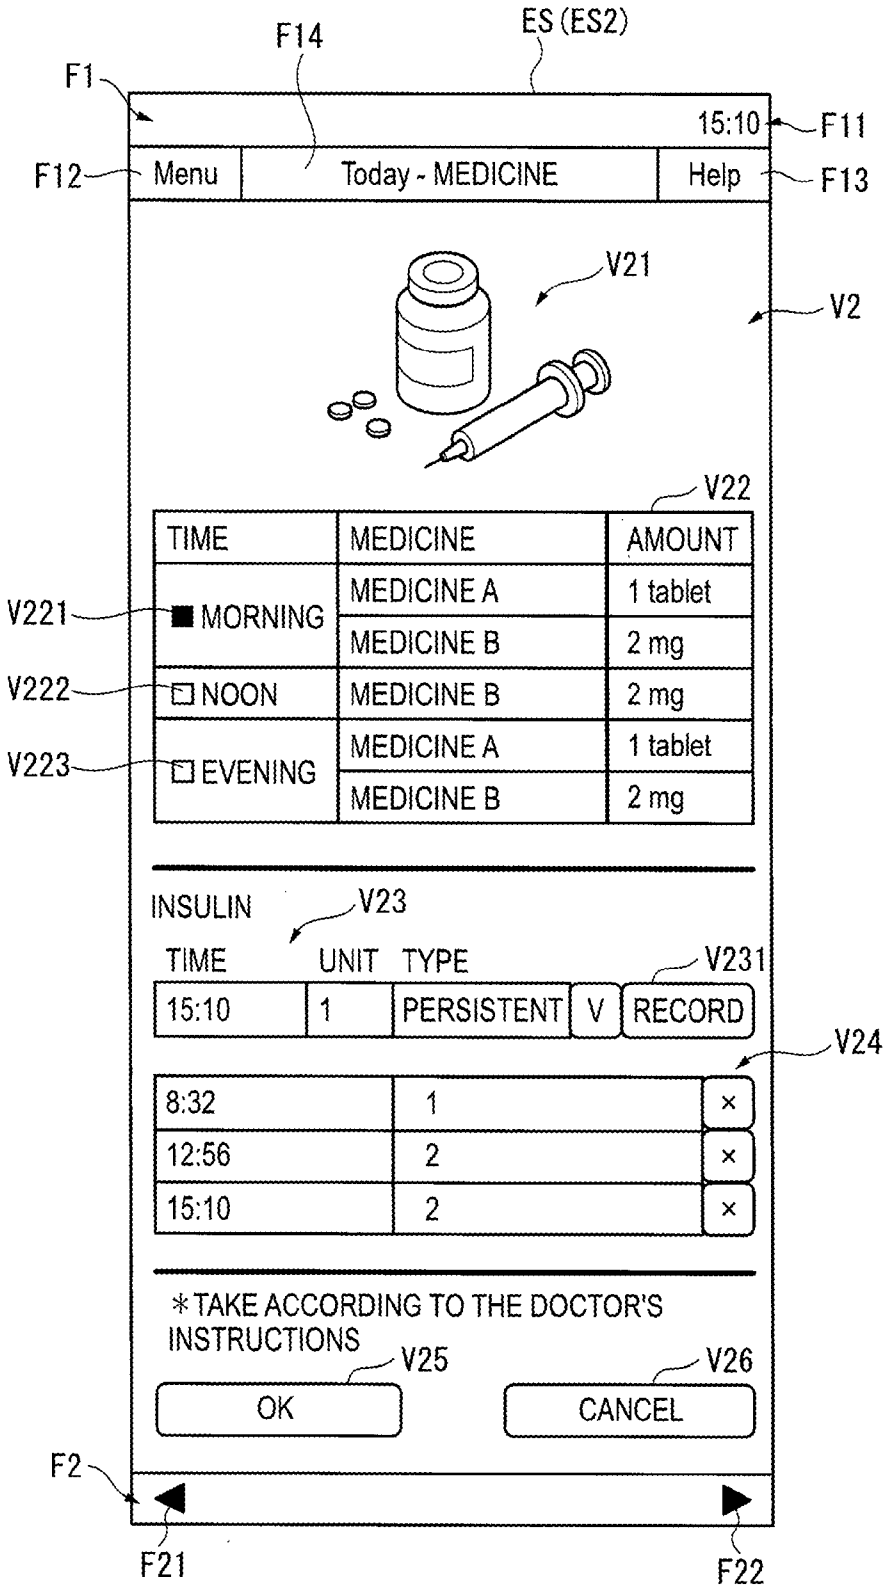 ES (ES2)
F14
F1
15:10 F11
F12 Menu Today - MEDICINE Help F13
V21
V2
V22
TIME MEDICINE AMOUNT
MEDICINE A 1 tablet
V221 ■ MORNING
MEDICINE B 2 mg
V222 □ NOON MEDICINE B 2 mg
MEDICINE A 1 tablet
V223 □ EVENING
MEDICINE B 2 mg
INSULIN V23
TIME UNIT TYPE V231
15:10 1 PERSISTENT V RECORD
V24
8:32 1 ×
12:56 2 ×
15:10 2 ×
＊TAKE ACCORDING TO THE DOCTOR'S
INSTRUCTIONS
V25 V26
OK CANCEL
F2
◀ ▶
F21 F22